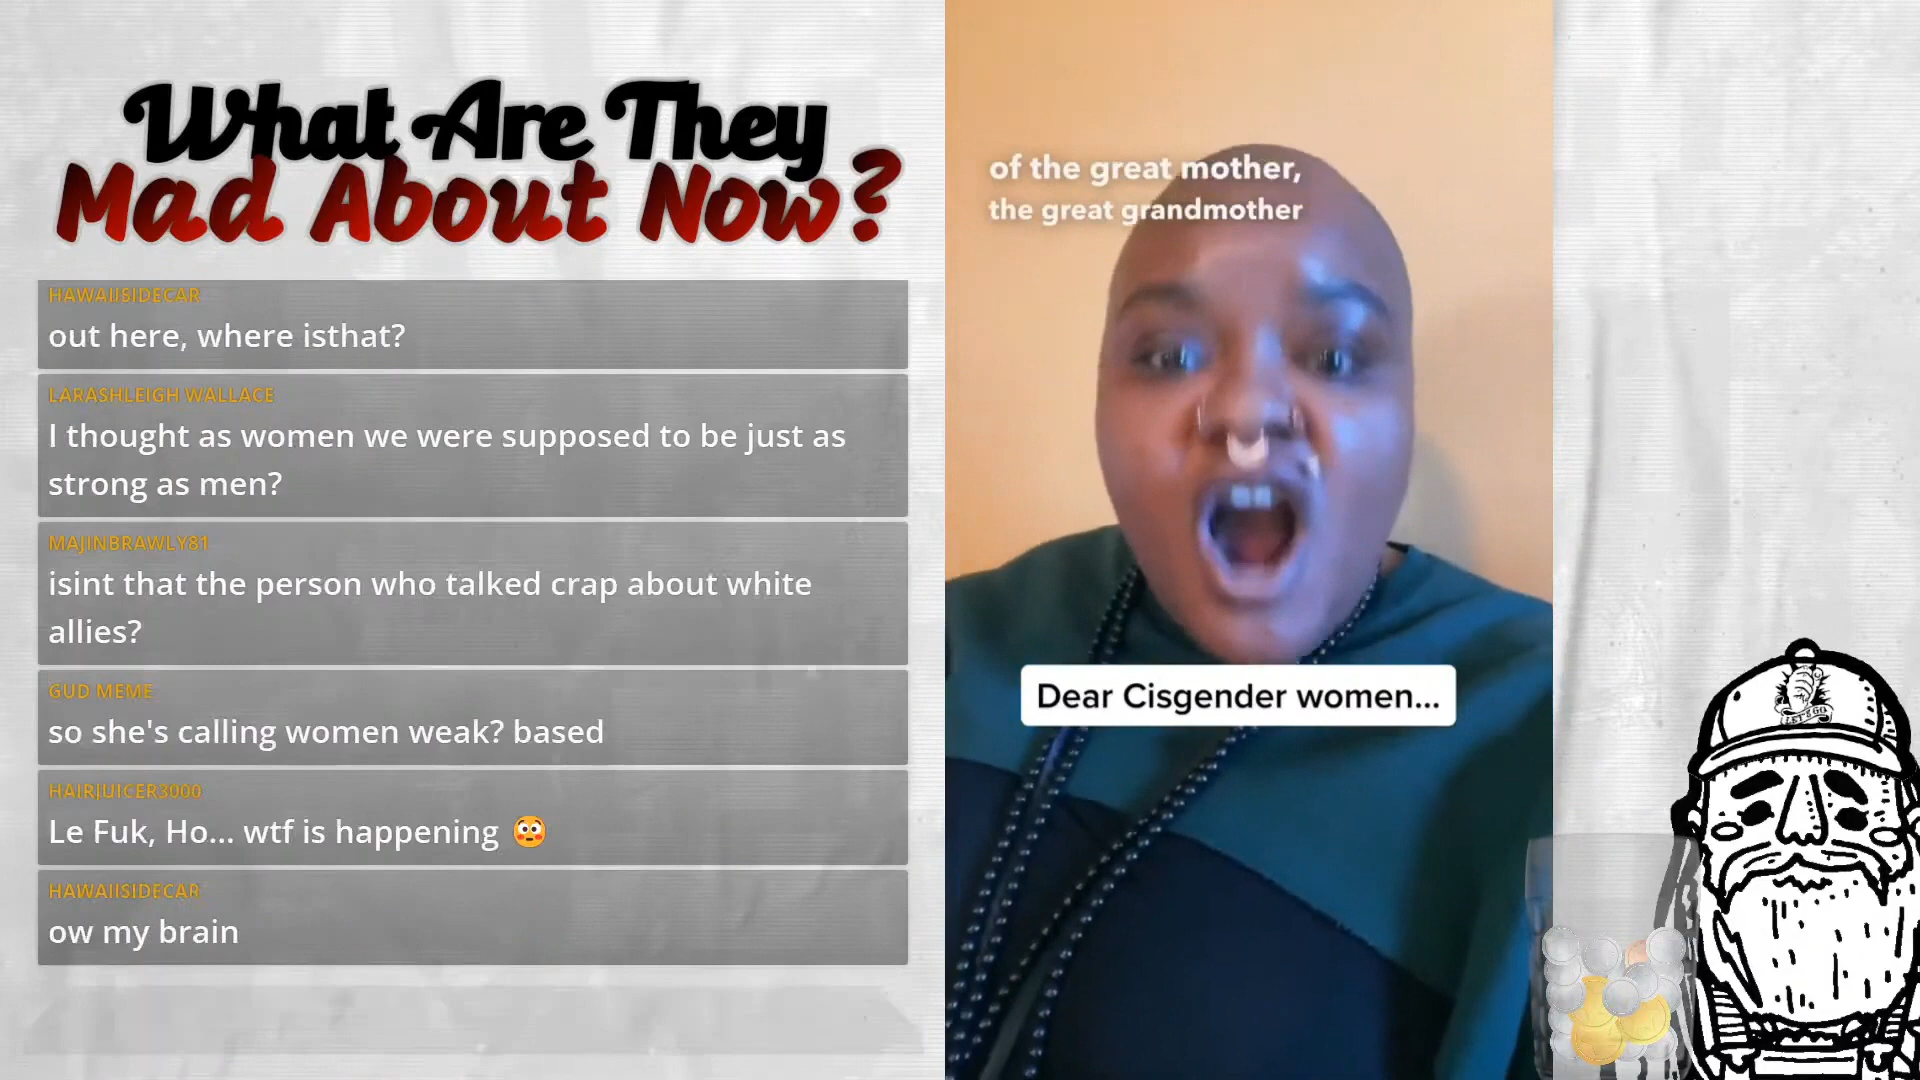 What Are They
Mad About Now?
HAWAIISIDECAR
out here, where isthat?
LARASHLEIGH WALLACE
I thought as women we were supposed to be just as
strong as men?
MAJINBRAWLY81
isint that the person who talked crap about white
allies?
GUD MEME
so she's calling women weak? based
HAIRJUICER3000
Le Fuk, Ho... wtf is happening 😳
HAWAIISIDECAR
ow my brain
of the great mother,
the great grandmother
Dear Cisgender women...
LET'S GO